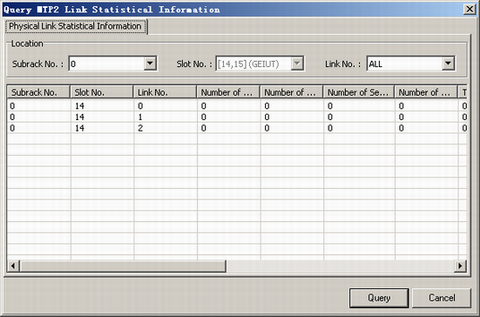 Query MTP2 Link Statistical Information
Physical Link Statistical Information
Location
Subrack No. : 0 Slot No. : [14,15](GEIUT) Link No. : ALL
Subrack No. Slot No. Link No. Number of ... Number of ... Number of Se... Number of ... T
0 14 0 0 0 0 0 0
0 14 1 0 0 0 0 0
0 14 2 0 0 0 0 0
Query Cancel